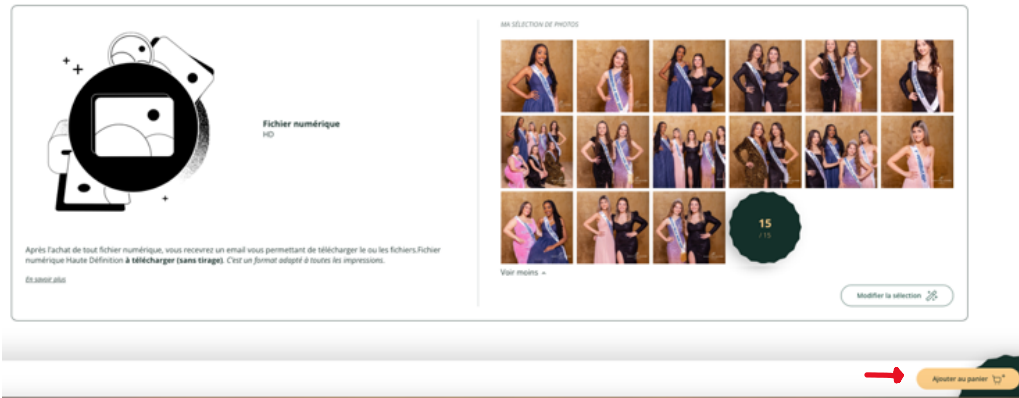 MA SÉLECTION DE PHOTOS
Fichier numérique
HD
15
/ 15
Après l'achat de tout fichier numérique, vous recevrez un email vous permettant de télécharger le ou les fichiers.Fichier
numérique Haute Définition à télécharger (sans tirage). C'est un format adapté à toutes les impressions.
En savoir plus
Voir moins
Modifier la sélection
Ajouter au panier